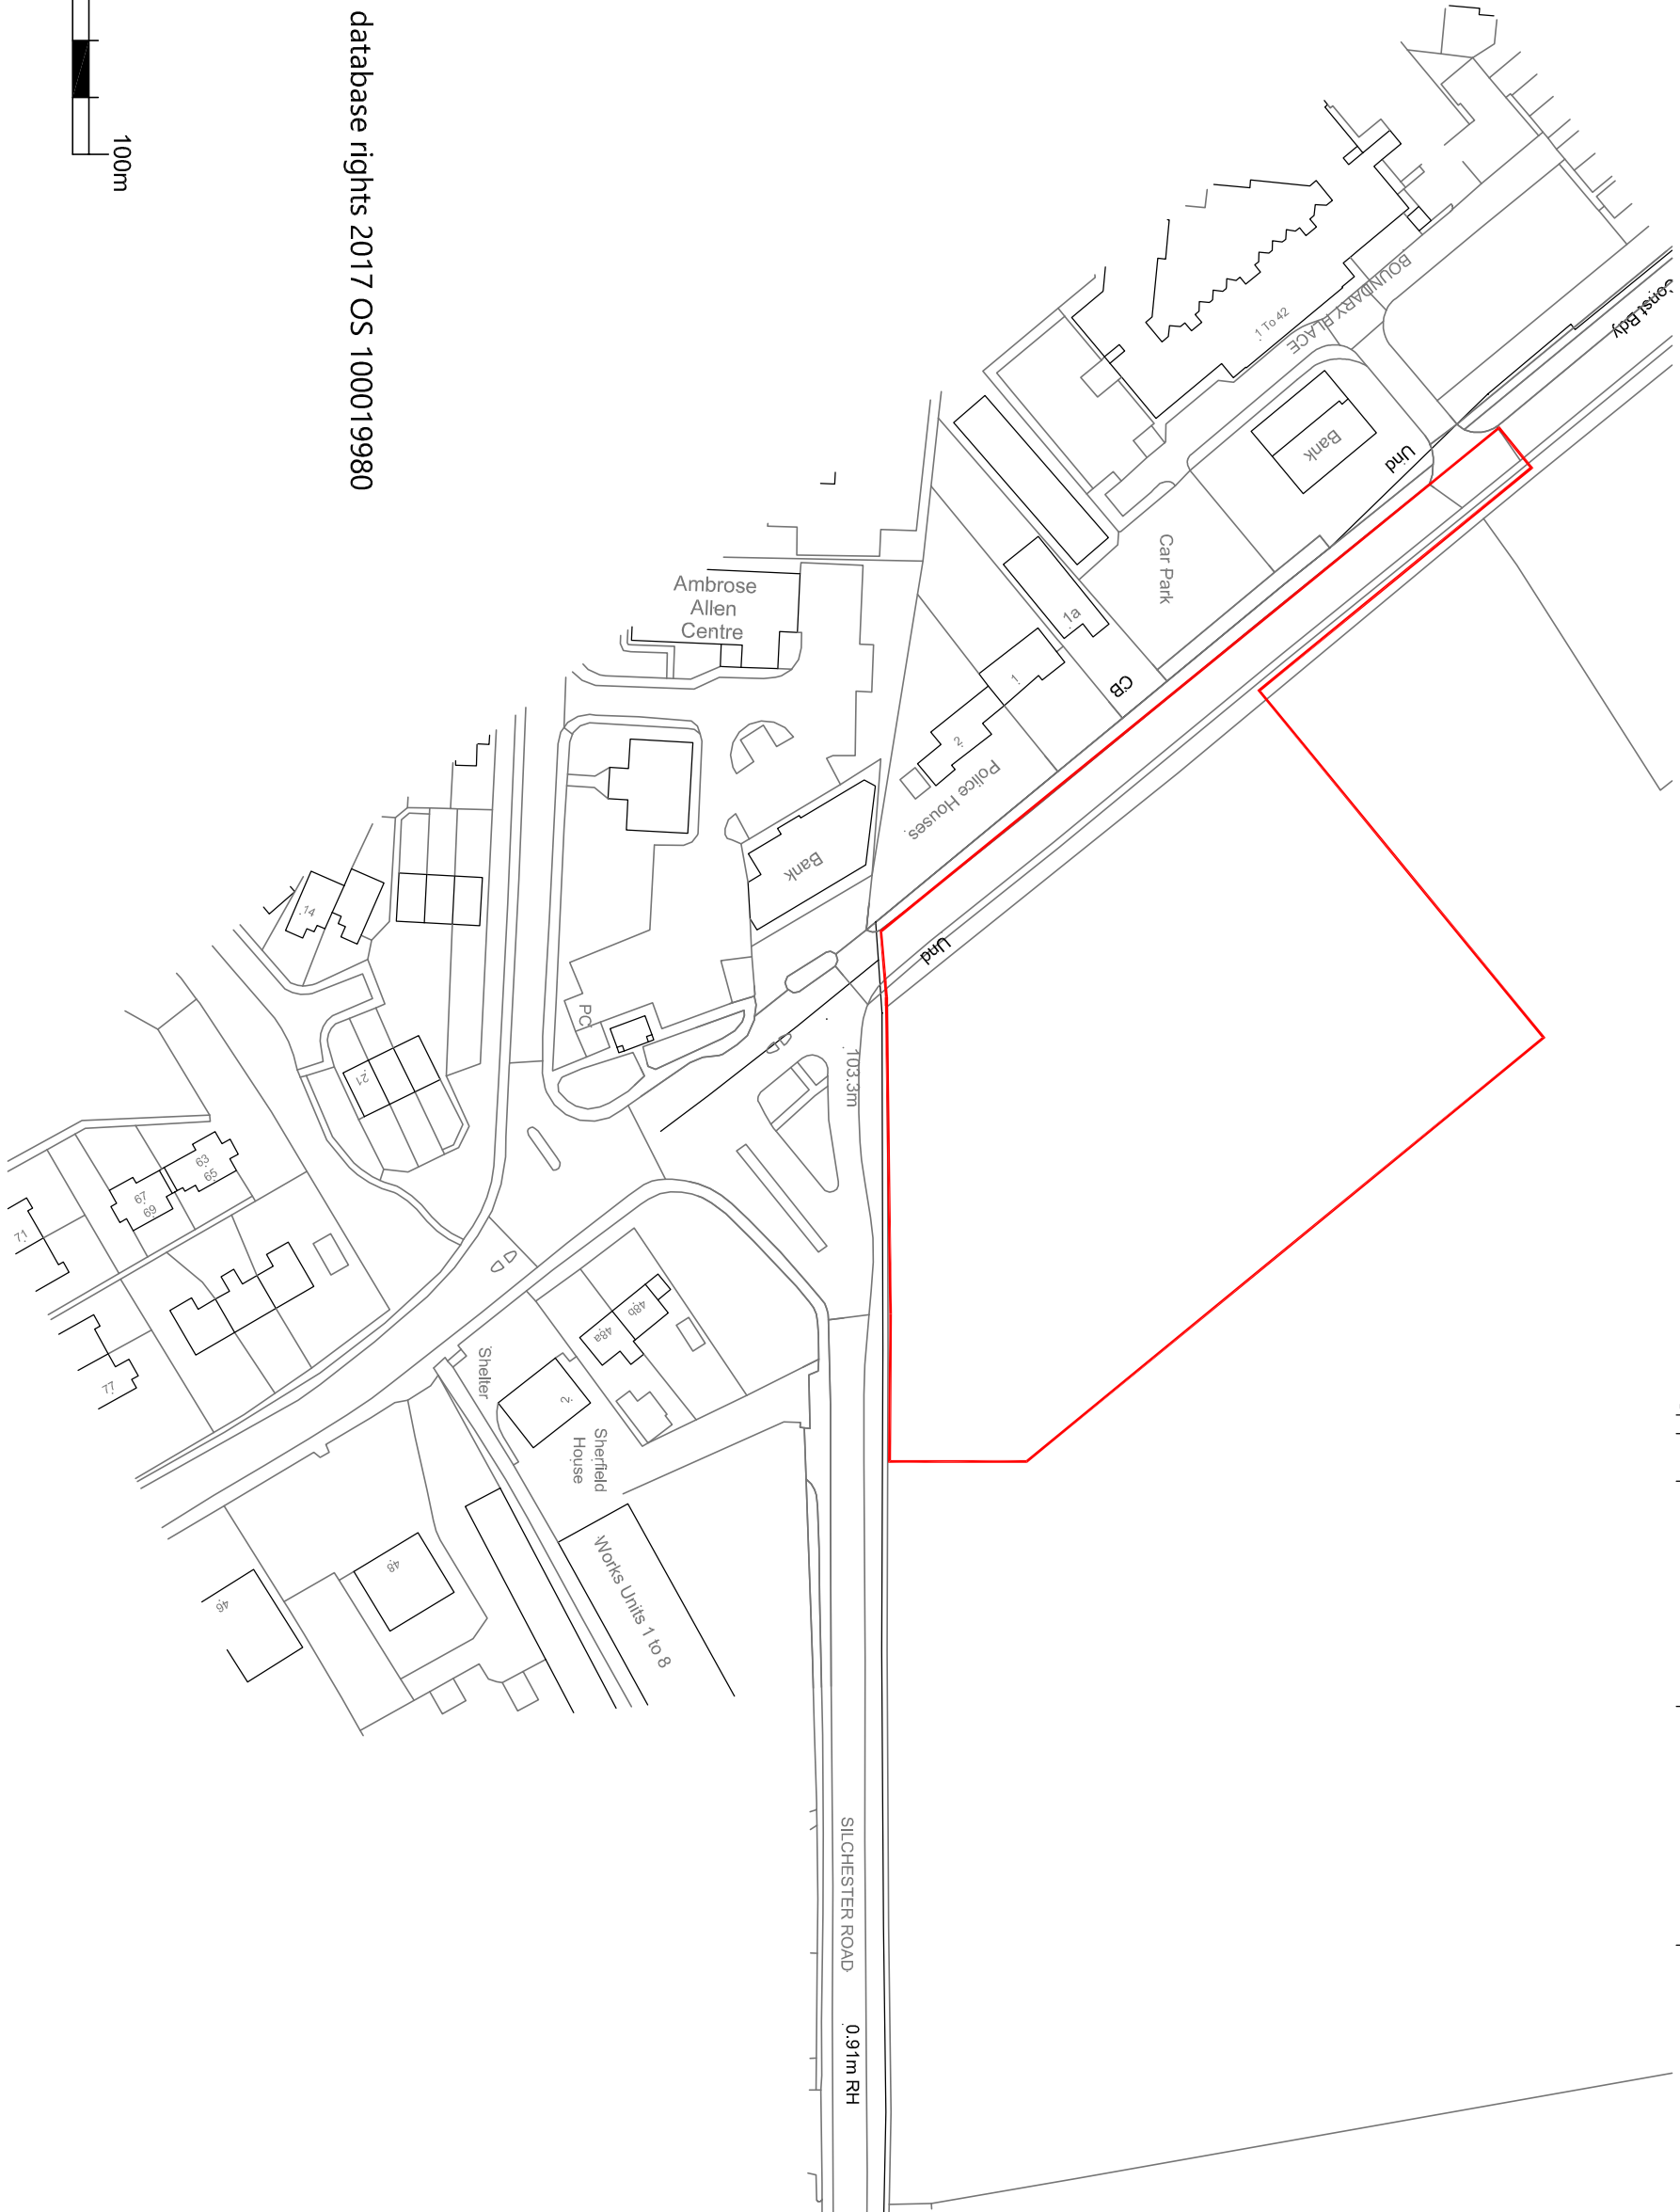 100m
database rights 2017 OS 100019980
Const Bdy
BOUNDARY PLACE
1 To 42
Bank
Und
Car Park
1a
CB
1
2
Police Houses
Ambrose
Allen
Centre
Bank
Und
14
PC
103.3m
21
63
65
67
69
71
77
48b
48a
Shelter
2
Sherfield
House
Works Units 1 to 8
48
46
SILCHESTER ROAD
0.91m RH